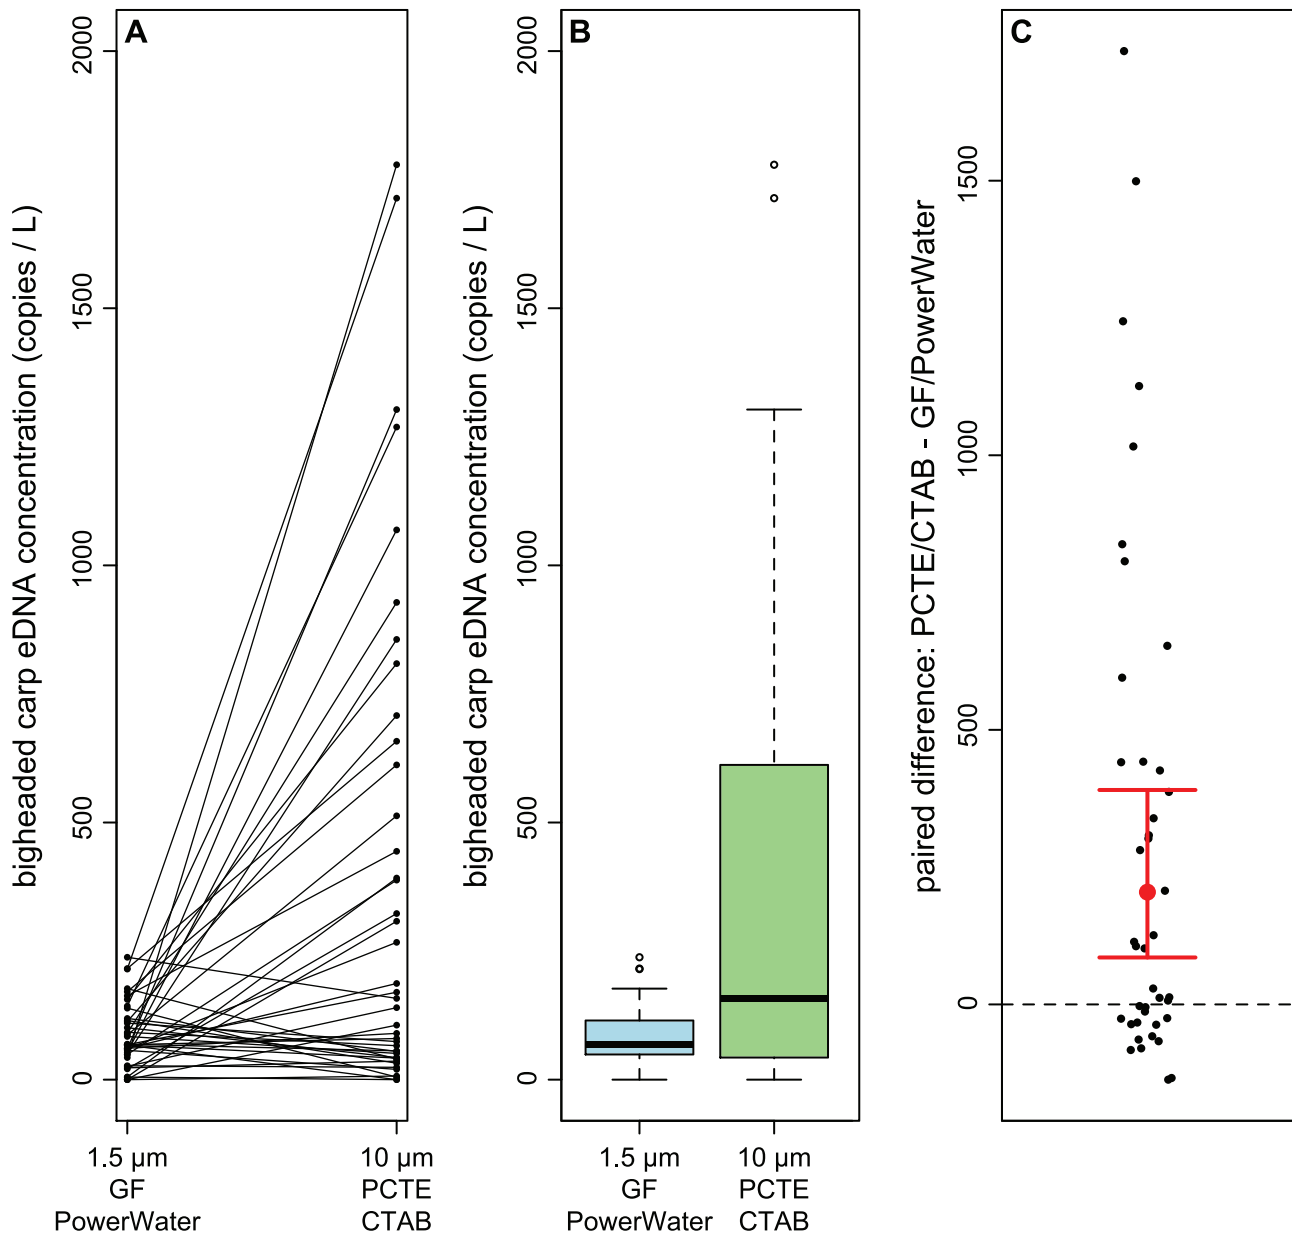 A
bigheaded carp eDNA concentration (copies / L)
2000
1500
1000
500
0
1.5 µm
GF
PowerWater
10 µm
PCTE
CTAB
B
bigheaded carp eDNA concentration (copies / L)
2000
1500
1000
500
0
1.5 µm
GF
PowerWater
10 µm
PCTE
CTAB
C
paired difference: PCTE/CTAB - GF/PowerWater
1500
1000
500
0